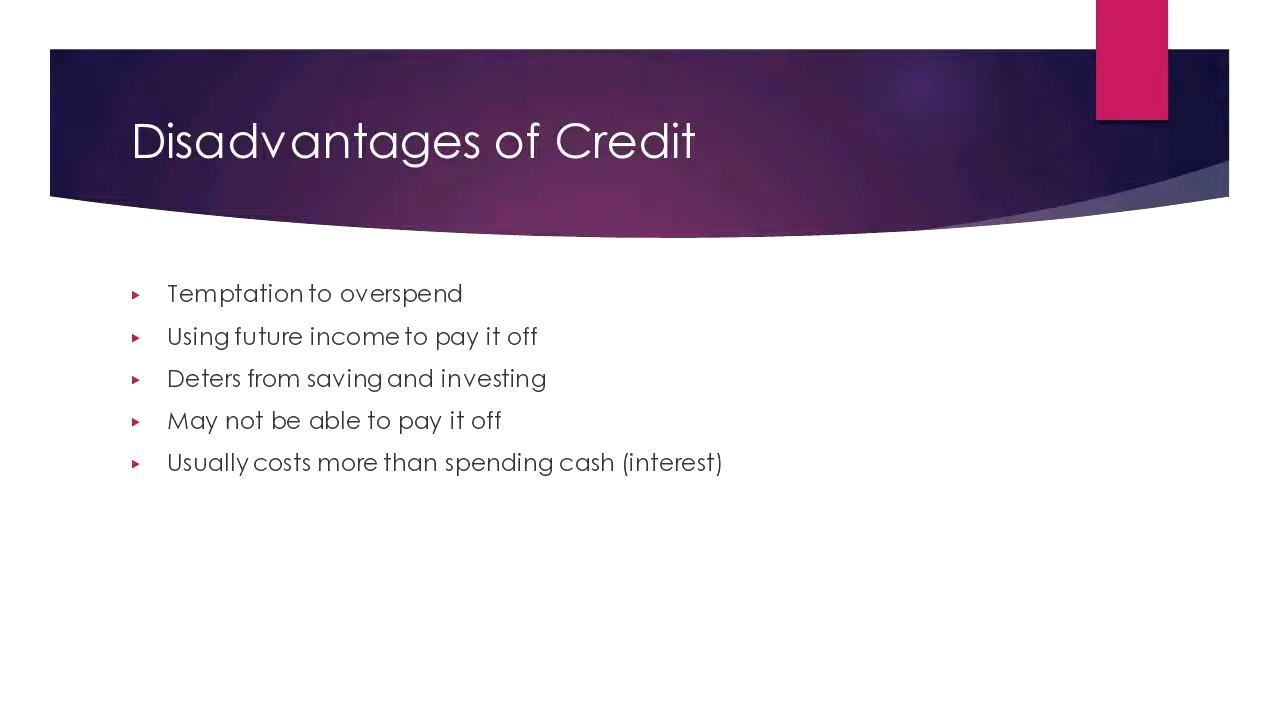 Disadvantages of Credit
Temptation to overspend
Using future income to pay it off
Deters from saving and investing
May not be able to pay it off
Usually costs more than spending cash (interest)